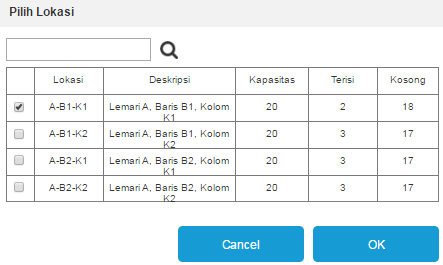 Pilih Lokasi
Lokasi Deskripsi Kapasitas Terisi Kosong
A-B1-K1 Lemari A, Baris B1, Kolom K1 20 2 18
A-B1-K2 Lemari A, Baris B1, Kolom K2 20 3 17
A-B2-K1 Lemari A, Baris B2, Kolom K1 20 3 17
A-B2-K2 Lemari A, Baris B2, Kolom K2 20 3 17
Cancel OK